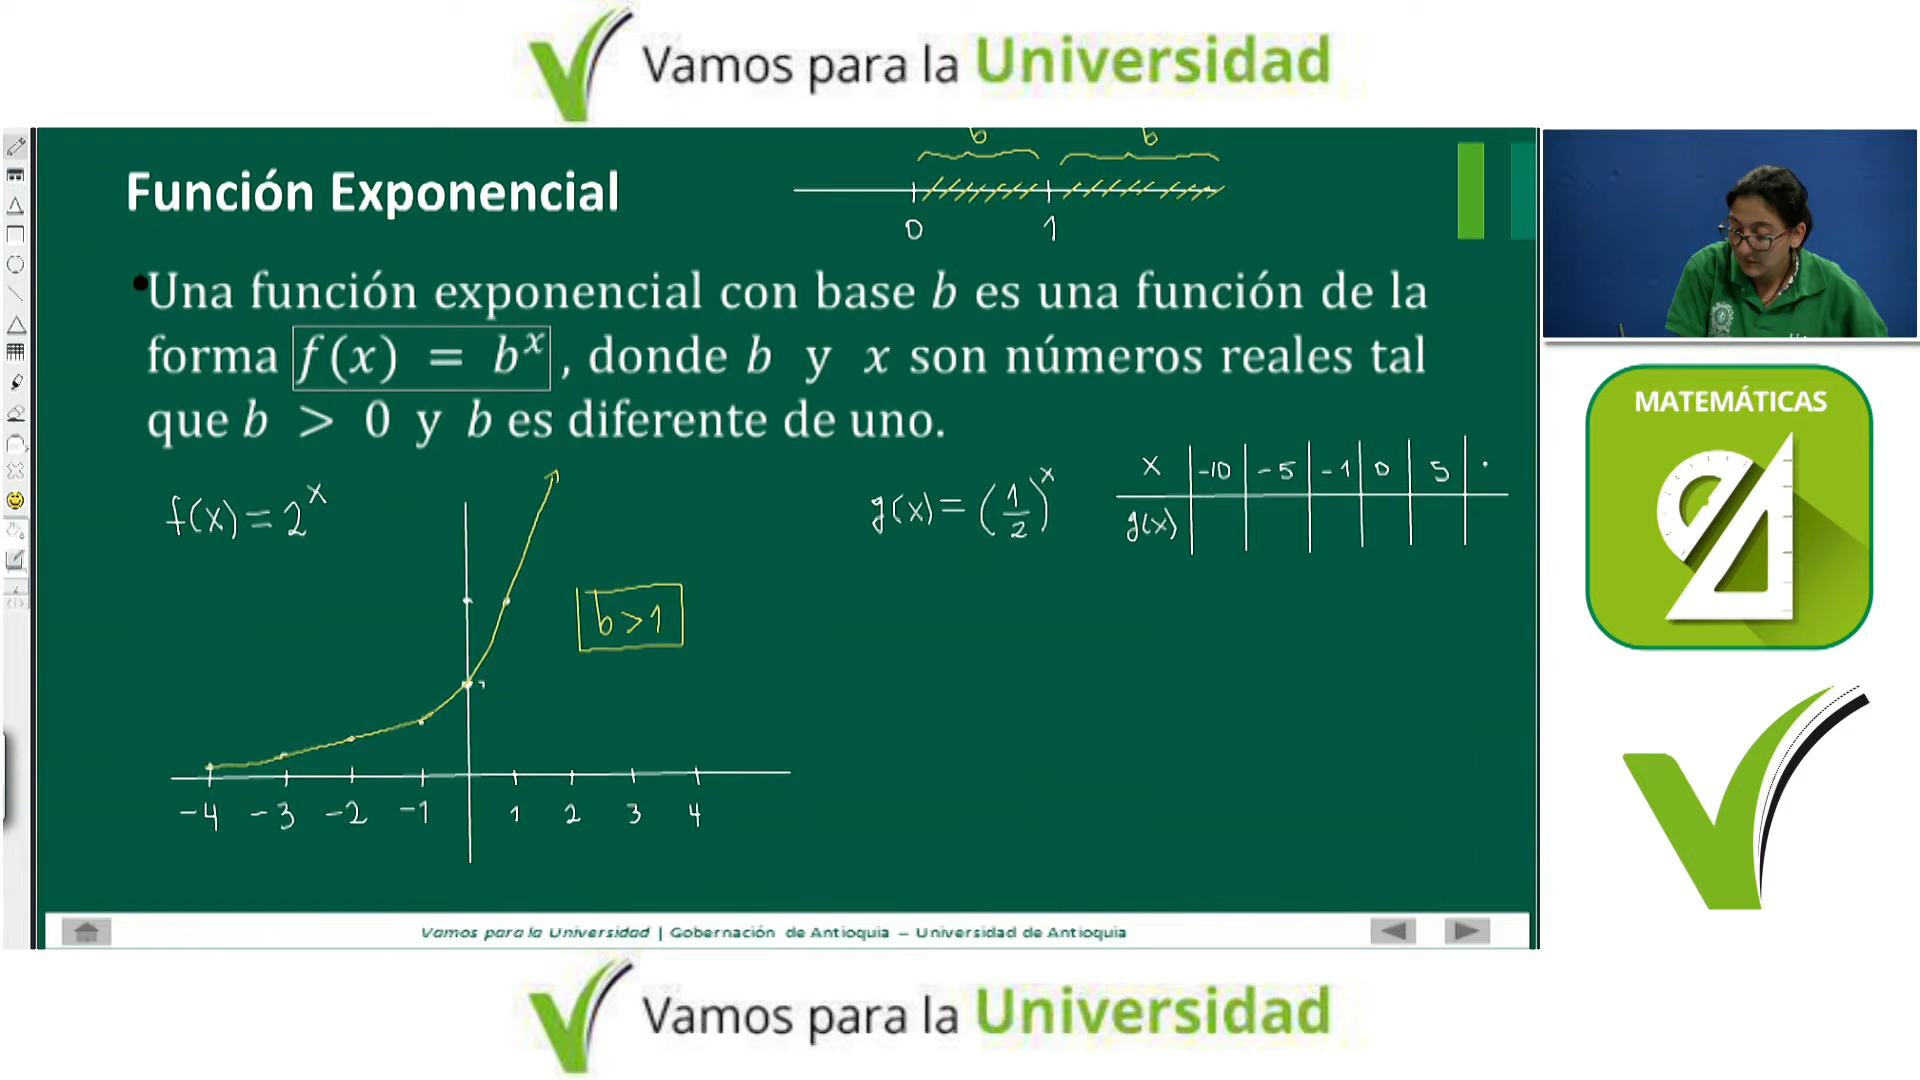 Vamos para la Universidad
b b
Función Exponencial
0 1
•Una función exponencial con base b es una función de la
forma f(x) = b^x , donde b y x son números reales tal
que b > 0 y b es diferente de uno.
f(x) = 2^x
g(x) = (1/2)^x
x | -10 | -5 | -1 | 0 | 5 |
g(x)
b > 1
-4 -3 -2 -1 1 2 3 4
MATEMÁTICAS
Vamos para la Universidad | Gobernación de Antioquia – Universidad de Antioquia
Vamos para la Universidad